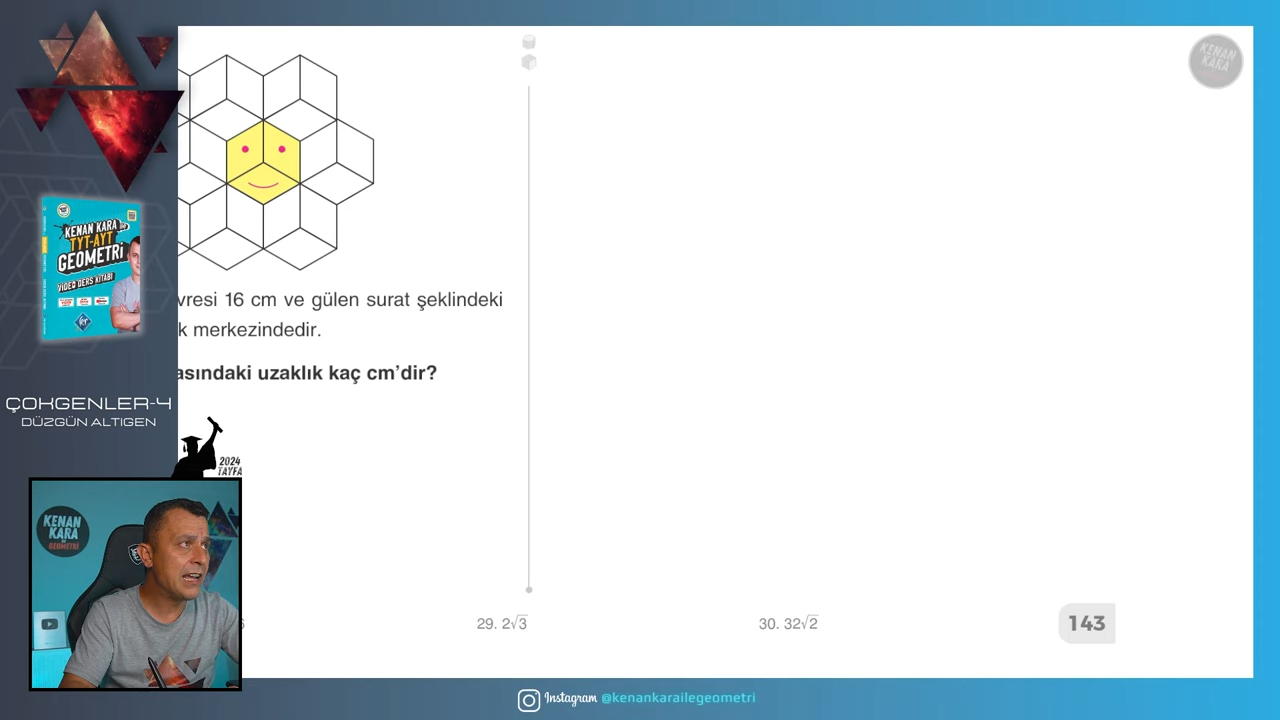 KENAN KARA
KENAN KARA
TYT-AYT
GEOMETRİ
VİDEO DERS KİTABI
vresi 16 cm ve gülen surat şeklindeki
k merkezindedir.
asındaki uzaklık kaç cm'dir?
ÇOKGENLER-4
DÜZGÜN ALTIGEN
2024
TAYFA
KENAN
KARA
GEOMETRİ
6
29. 2√3
30. 32√2
143
Instagram @kenankarailegeometri